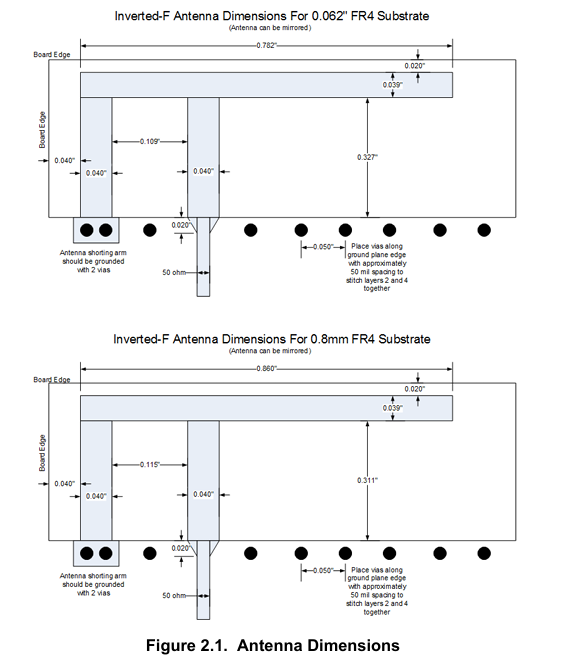 Inverted-F Antenna Dimensions For 0.062" FR4 Substrate
(Antenna can be mirrored)
0.782"
Board Edge
0.020"
0.039"
Board Edge
0.109"
0.327"
0.040"
0.040"
0.040"
0.020"
Antenna shorting arm
should be grounded
with 2 vias
50 ohm
0.050"
Place vias along
ground plane edge
with approximately
50 mil spacing to
stitch layers 2 and 4
together
Inverted-F Antenna Dimensions For 0.8mm FR4 Substrate
(Antenna can be mirrored)
0.860"
Board Edge
0.020"
0.039"
Board Edge
0.115"
0.311"
0.040"
0.040"
0.040"
0.020"
Antenna shorting arm
should be grounded
with 2 vias
50 ohm
0.050"
Place vias along
ground plane edge
with approximately
50 mil spacing to
stitch layers 2 and 4
together
Figure 2.1. Antenna Dimensions